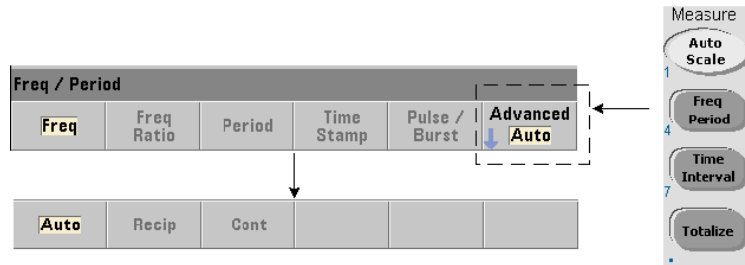 Measure
Auto
Scale
1
Freq
Period
4
Time
Interval
7
Totalize
Freq / Period
Freq
Freq
Ratio
Period
Time
Stamp
Pulse /
Burst
Advanced
Auto
Auto
Recip
Cont